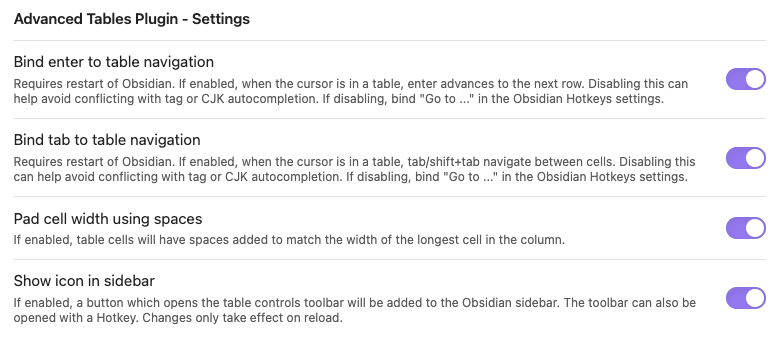 Advanced Tables Plugin - Settings
Bind enter to table navigation
Requires restart of Obsidian. If enabled, when the cursor is in a table, enter advances to the next row. Disabling this can
help avoid conflicting with tag or CJK autocompletion. If disabling, bind "Go to ..." in the Obsidian Hotkeys settings.
Bind tab to table navigation
Requires restart of Obsidian. If enabled, when the cursor is in a table, tab/shift+tab navigate between cells. Disabling this
can help avoid conflicting with tag or CJK autocompletion. If disabling, bind "Go to ..." in the Obsidian Hotkeys settings.
Pad cell width using spaces
If enabled, table cells will have spaces added to match the width of the longest cell in the column.
Show icon in sidebar
If enabled, a button which opens the table controls toolbar will be added to the Obsidian sidebar. The toolbar can also be
opened with a Hotkey. Changes only take effect on reload.